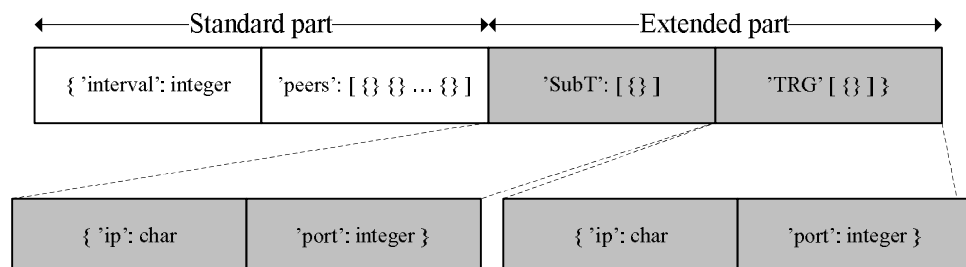 Standard part Extended part
{ 'interval': integer 'peers': [ {} {} ... {} ] 'SubT': [ {} ] 'TRG' [ {} ] }
{ 'ip': char 'port': integer } { 'ip': char 'port': integer }